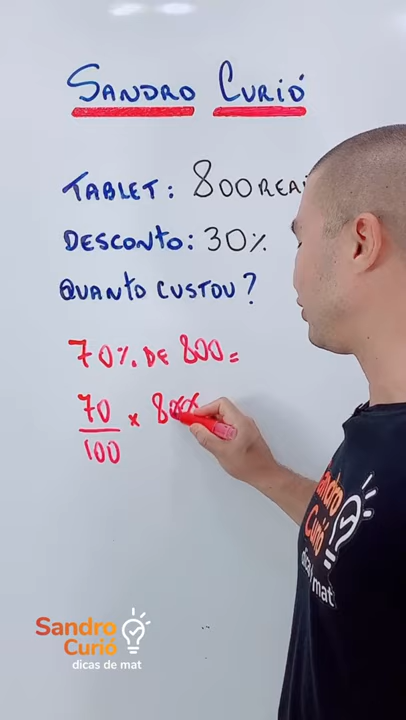 SANDRO CURIÓ
TABLET: 800 REAI
DESCONTO: 30%
QUANTO CUSTOU?
70% DE 800 =
70
100 × 800
Sandro
Curió
dicas de mat
Sandro
Curió
dicas
mat